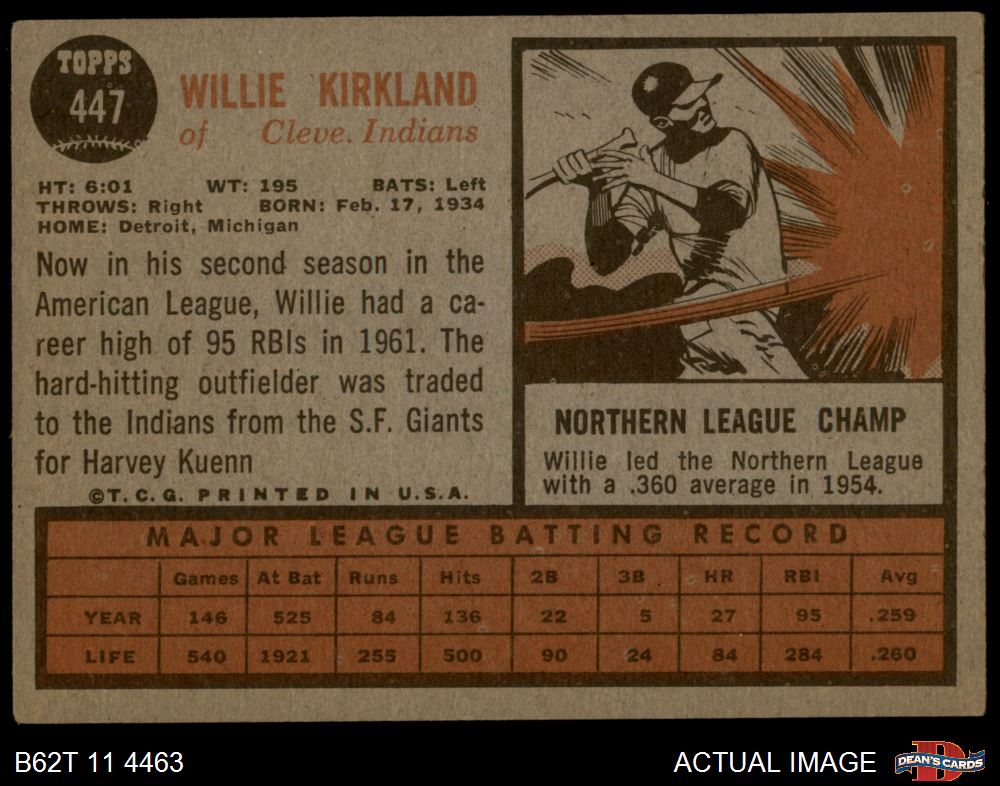 TOPPS
447
WILLIE KIRKLAND
of Cleve. Indians
HT: 6:01 WT: 195 BATS: Left
THROWS: Right BORN: Feb. 17, 1934
HOME: Detroit, Michigan
Now in his second season in the
American League, Willie had a ca-
reer high of 95 RBIs in 1961. The
hard-hitting outfielder was traded
to the Indians from the S.F. Giants
for Harvey Kuenn
©T.C.G. PRINTED IN U.S.A.
NORTHERN LEAGUE CHAMP
Willie led the Northern League
with a .360 average in 1954.
MAJOR LEAGUE BATTING RECORD
Games At Bat Runs Hits 2B 3B HR RBI Avg
YEAR 146 525 84 136 22 5 27 95 .259
LIFE 540 1921 255 500 90 24 84 284 .260
B62T 11 4463 ACTUAL IMAGE
DEAN'S CARDS